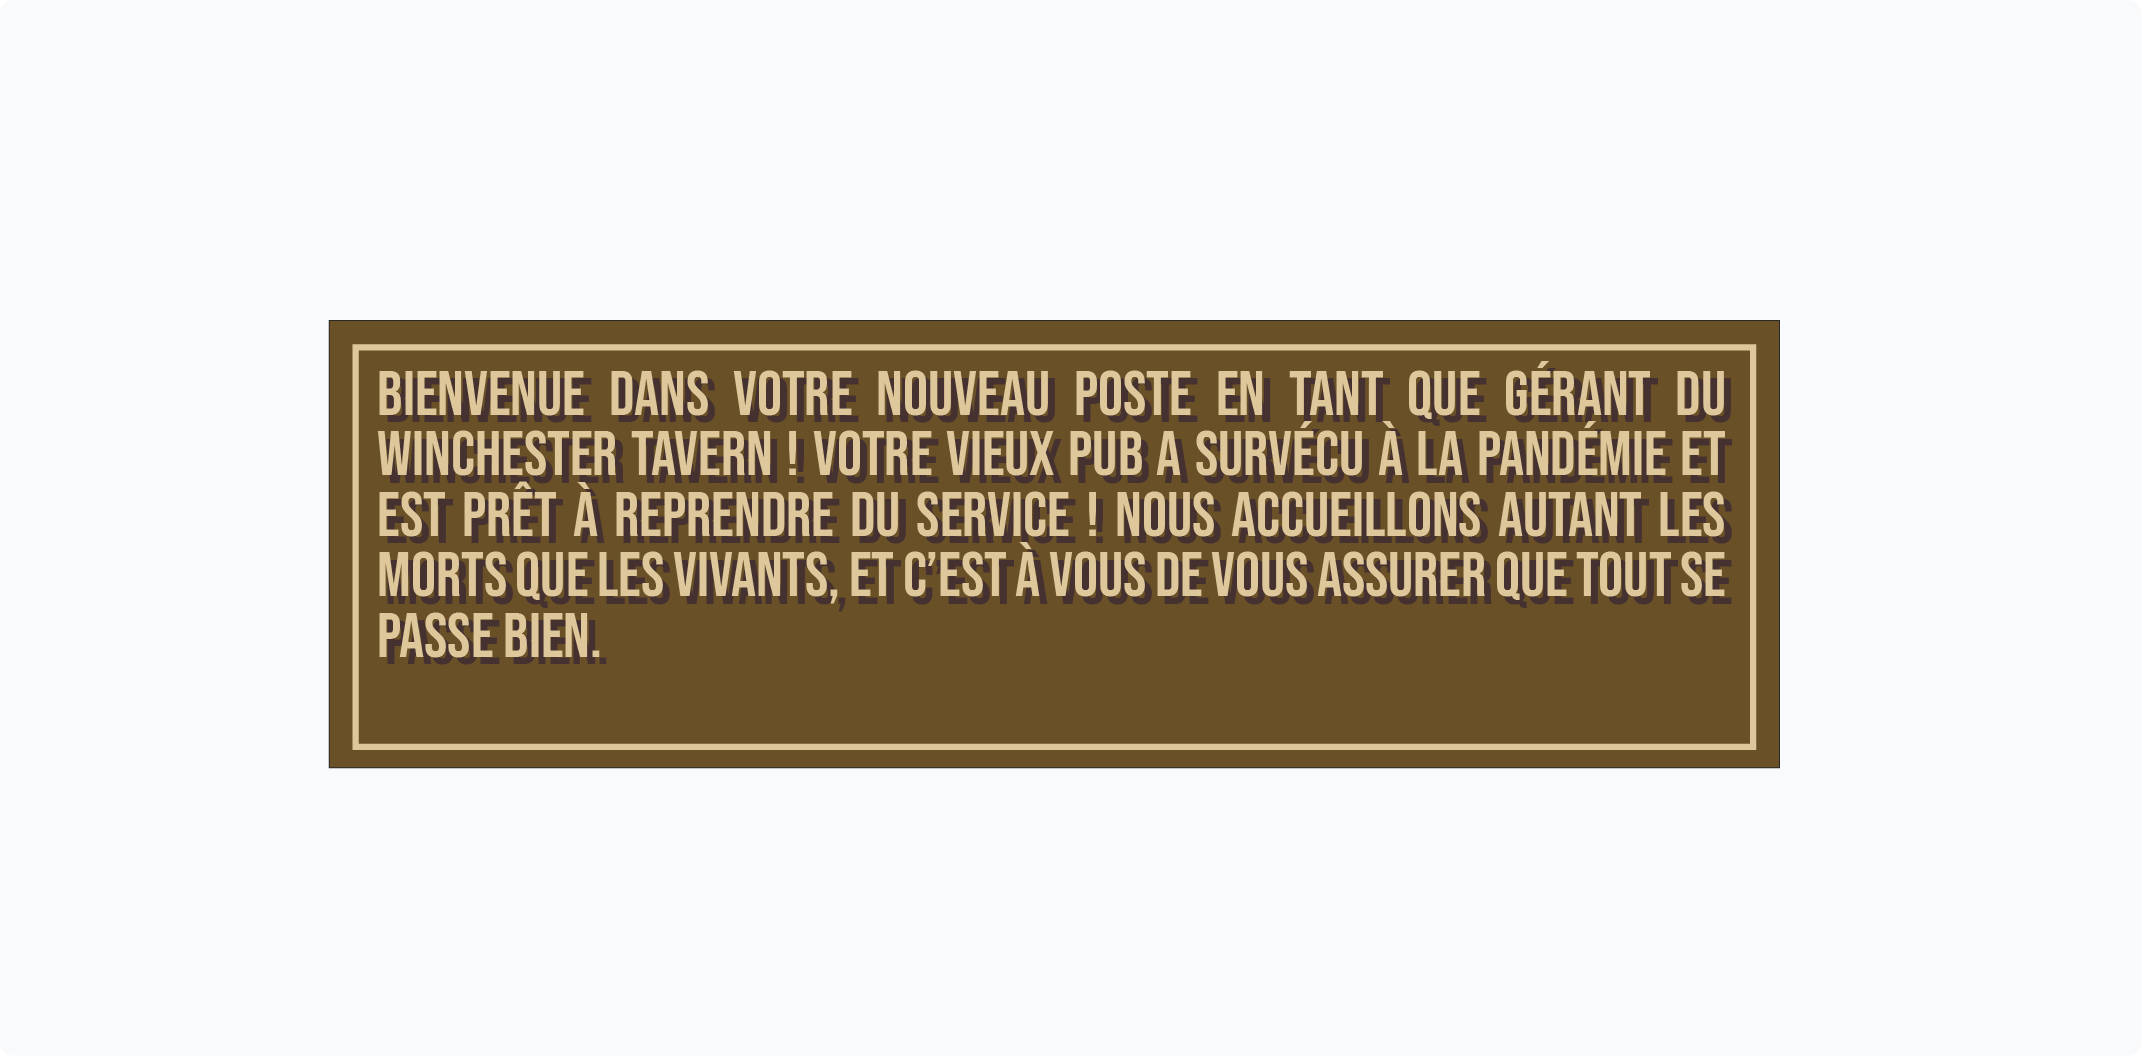 BIENVENUE DANS VOTRE NOUVEAU POSTE EN TANT QUE GÉRANT DU
WINCHESTER TAVERN ! VOTRE VIEUX PUB A SURVÉCU À LA PANDÉMIE ET
EST PRÊT À REPRENDRE DU SERVICE ! NOUS ACCUEILLONS AUTANT LES
MORTS QUE LES VIVANTS, ET C’EST À VOUS DE VOUS ASSURER QUE TOUT SE
PASSE BIEN.